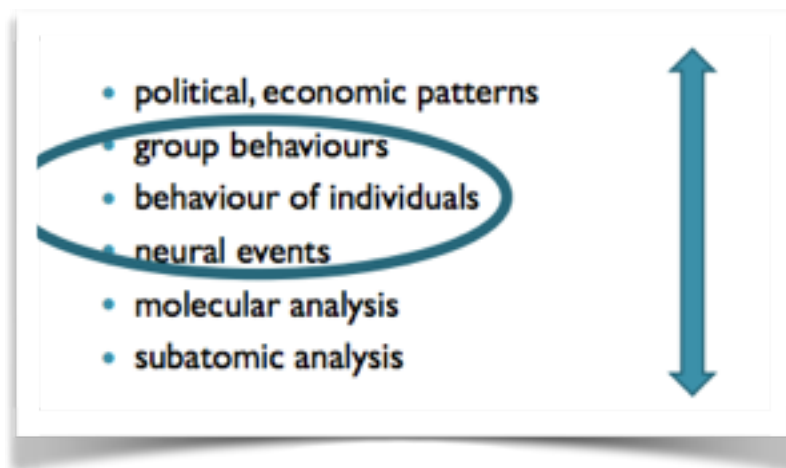 • political, economic patterns
• group behaviours
• behaviour of individuals
• neural events
• molecular analysis
• subatomic analysis